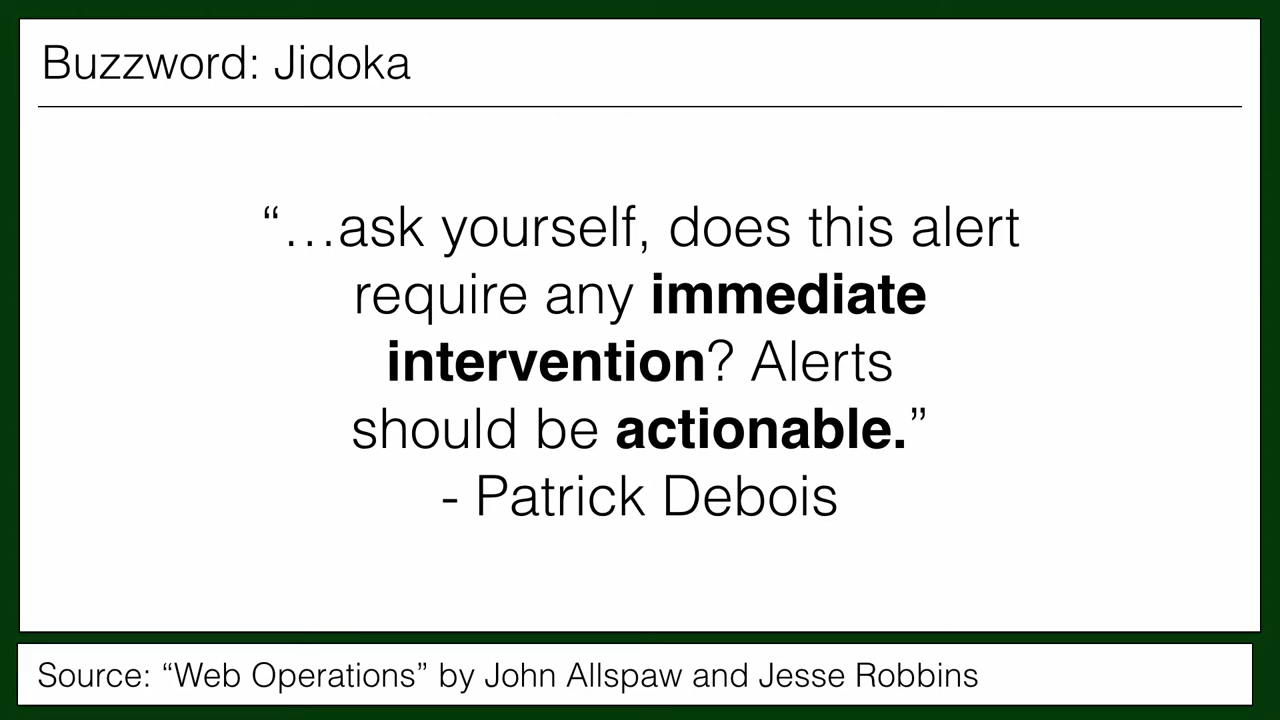 Buzzword: Jidoka
“…ask yourself, does this alert
require any immediate
intervention? Alerts
should be actionable.”
- Patrick Debois
Source: “Web Operations” by John Allspaw and Jesse Robbins